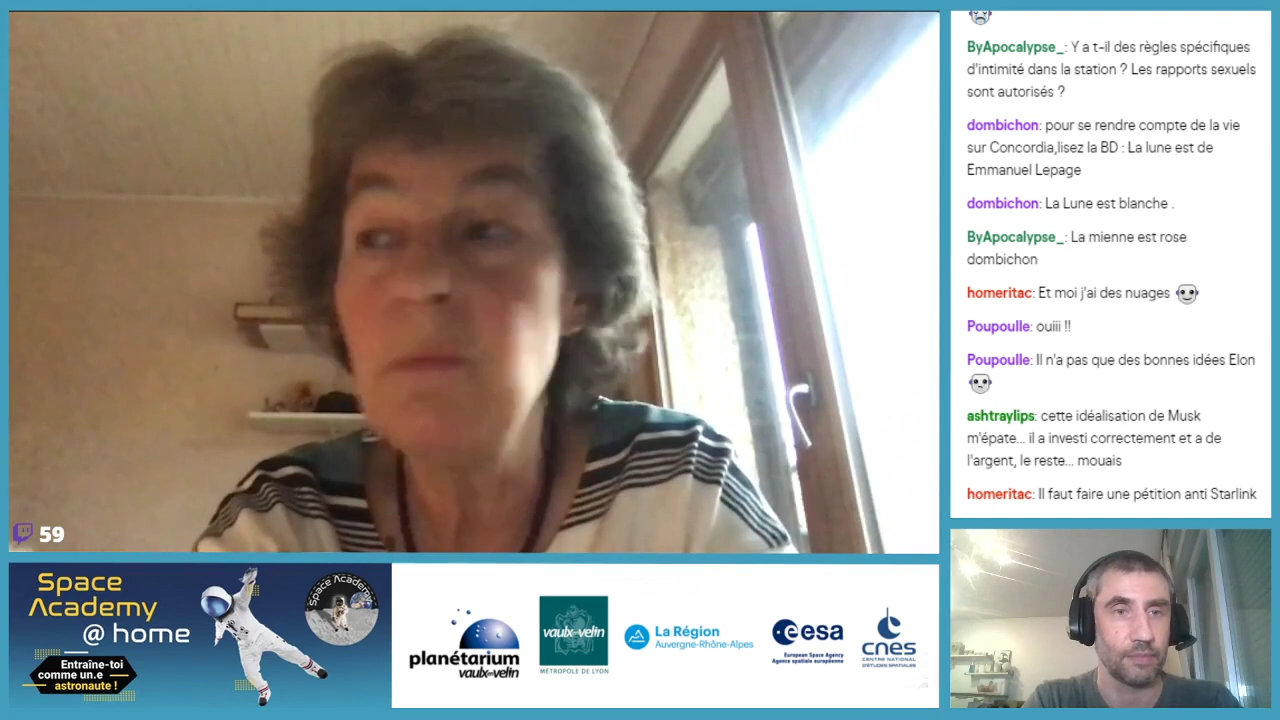 ByApocalypse_: Y a t-il des règles spécifiques
d'intimité dans la station ? Les rapports sexuels
sont autorisés ?
dombichon: pour se rendre compte de la vie
sur Concordia,lisez la BD : La lune est de
Emmanuel Lepage
dombichon: La Lune est blanche .
ByApocalypse_: La mienne est rose
dombichon
homeritac: Et moi j'ai des nuages
Poupoulle: ouiii !!
Poupoulle: Il n'a pas que des bonnes idées Elon
ashtraylips: cette idéalisation de Musk
m'épate... il a investi correctement et a de
l'argent, le reste... mouais
homeritac: Il faut faire une pétition anti Starlink
59
Space
Academy
@ home
Entraîne-toi
comme un.e
astronaute !
Space Academy
planétarium
vaulxenvelin
vaulxenvelin
MÉTROPOLE DE LYON
La Région
Auvergne-Rhône-Alpes
esa
European Space Agency
Agence spatiale européenne
cnes
CENTRE NATIONAL
D'ÉTUDES SPATIALES